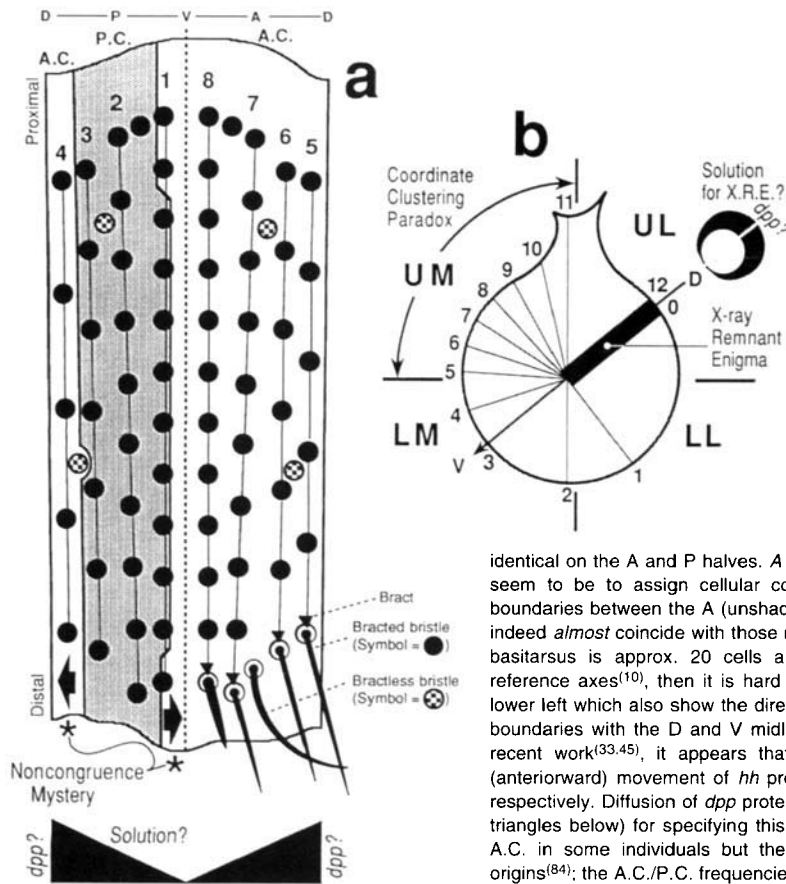 D — P — V — A — D
A.C.
P.C.
A.C.
a
Proximal
1
2
3
4
8
7
6
5
Bract
Bracted bristle
(Symbol = )
Bractless bristle
(Symbol = )
Distal
*
*
Noncongruence
Mystery
dpp?
Solution?
dpp?
b
Coordinate
Clustering
Paradox
UM
UL
LM
LL
11
10
9
8
7
6
5
4
3
2
1
12
0
D
V
Solution
for X.R.E.?
dpp?
X-ray
Remnant
Enigma
identical on the A and P halves. A
seem to be to assign cellular co
boundaries between the A (unshad
indeed almost coincide with those
basitarsus is approx. 20 cells a
reference axes(10), then it is hard
lower left which also show the dire
boundaries with the D and V midl
recent work(33,45), it appears that
(anteriorward) movement of hh pr
respectively. Diffusion of dpp prote
triangles below) for specifying this
A.C. in some individuals but the
origins(84); the A.C./P.C. frequencie